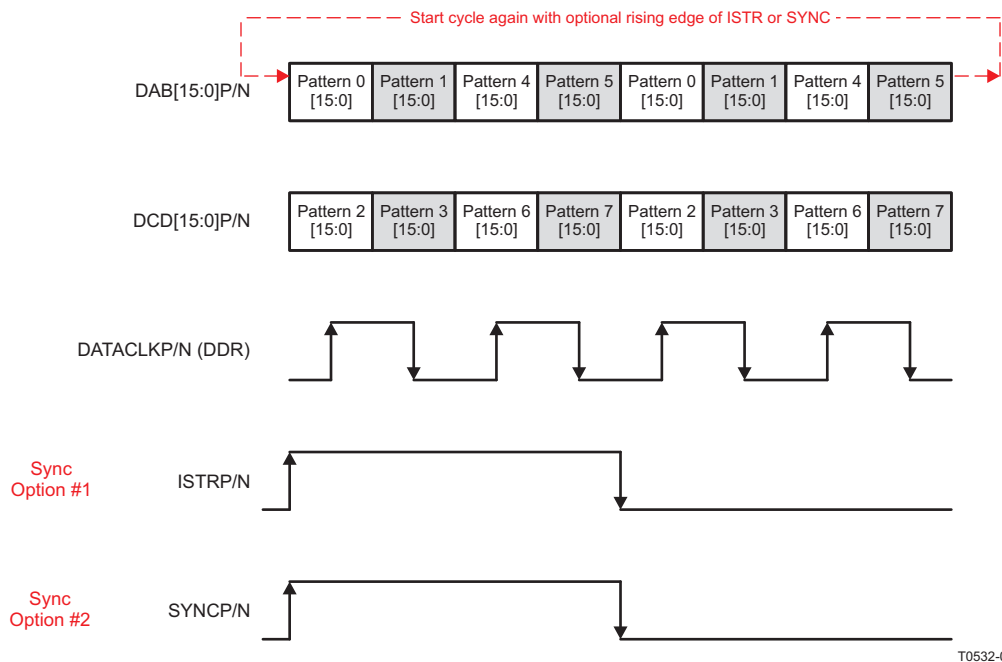 Start cycle again with optional rising edge of ISTR or SYNC
DAB[15:0]P/N
Pattern 0 [15:0]
Pattern 1 [15:0]
Pattern 4 [15:0]
Pattern 5 [15:0]
Pattern 0 [15:0]
Pattern 1 [15:0]
Pattern 4 [15:0]
Pattern 5 [15:0]
DCD[15:0]P/N
Pattern 2 [15:0]
Pattern 3 [15:0]
Pattern 6 [15:0]
Pattern 7 [15:0]
Pattern 2 [15:0]
Pattern 3 [15:0]
Pattern 6 [15:0]
Pattern 7 [15:0]
DATACLKP/N (DDR)
Sync
Option #1
ISTRP/N
Sync
Option #2
SYNCP/N